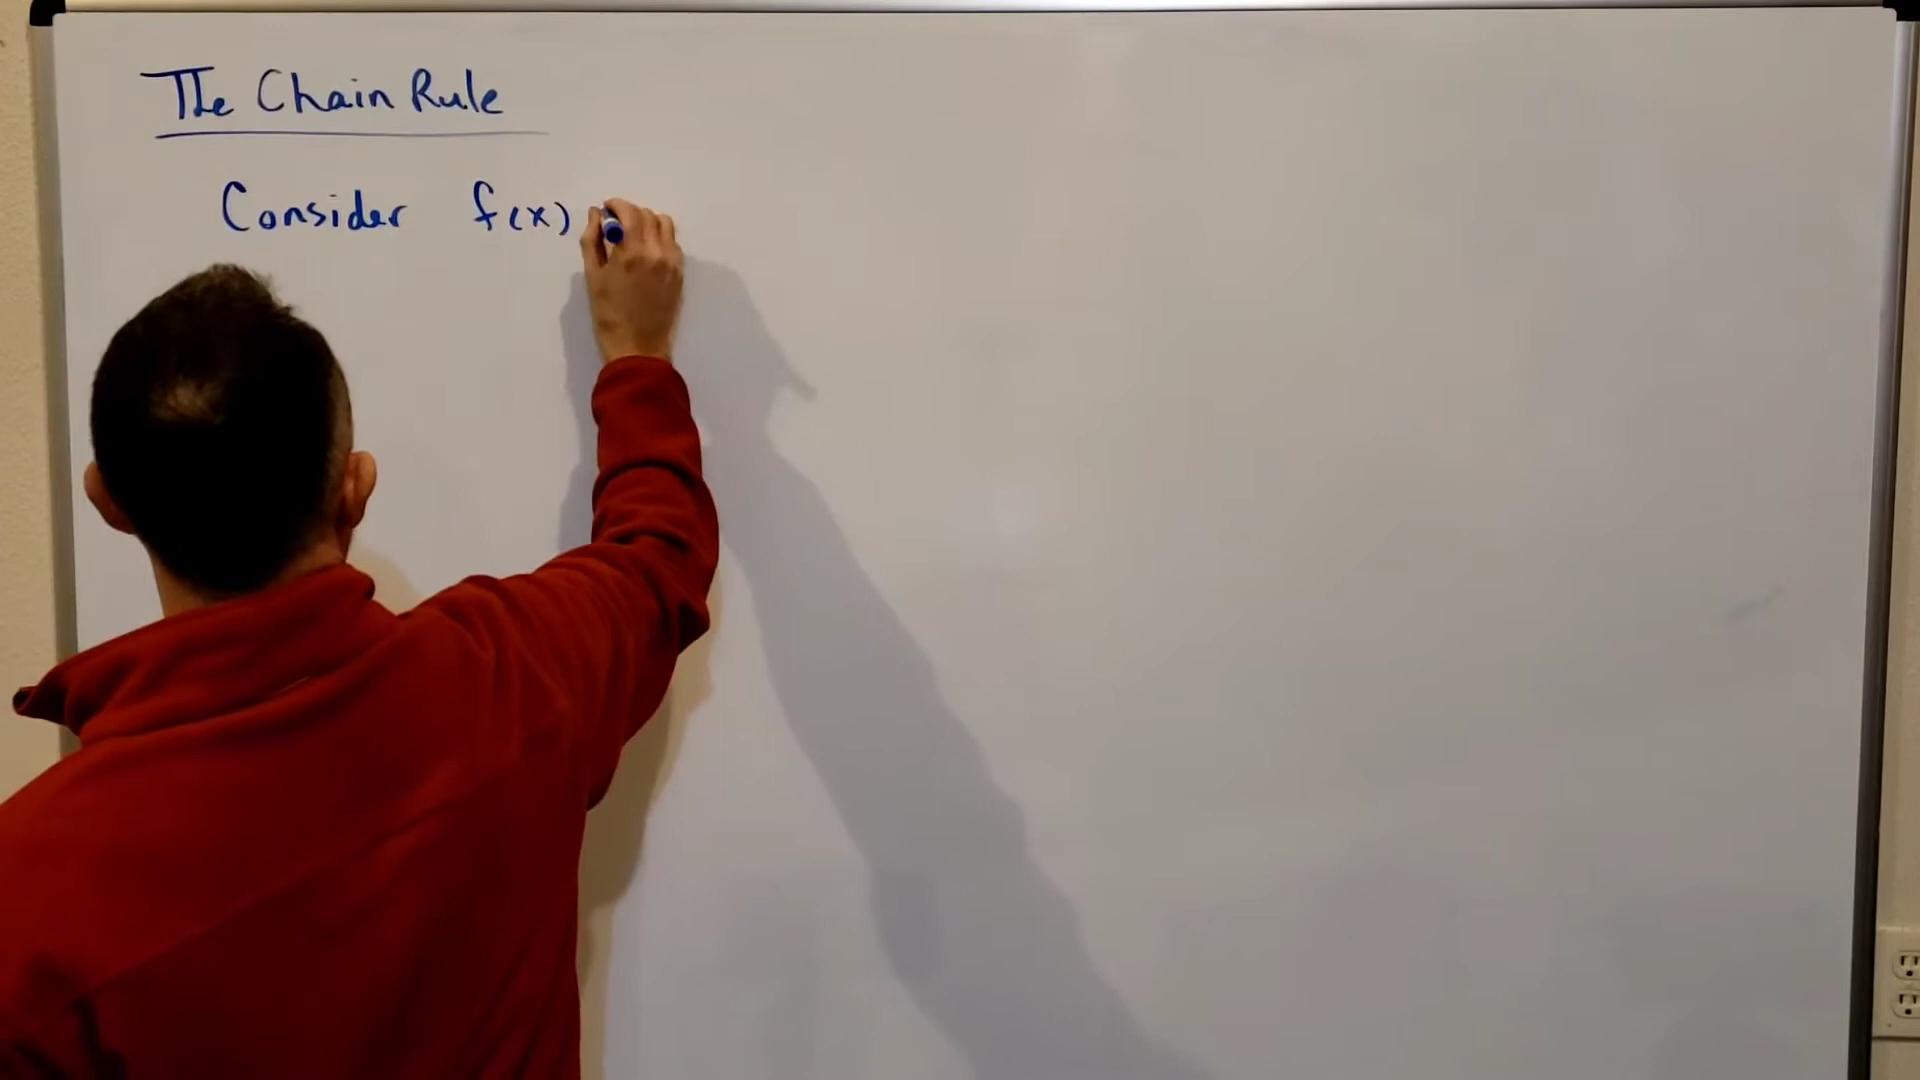 The Chain Rule
Consider f(x)